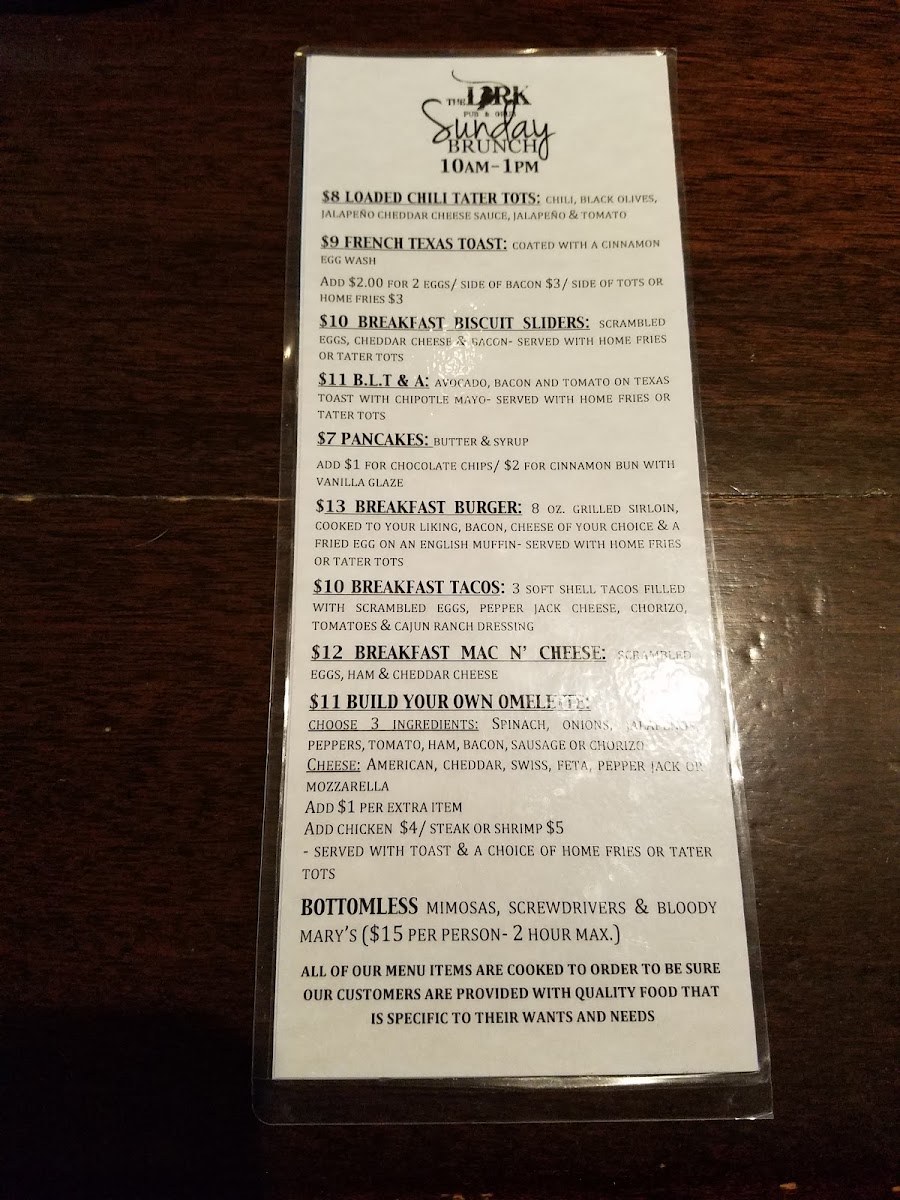 THE LARK
PUB & GRUB
Sunday
BRUNCH
10AM-1PM
$8 LOADED CHILI TATER TOTS: CHILI, BLACK OLIVES,
JALAPEÑO CHEDDAR CHEESE SAUCE, JALAPEÑO & TOMATO
$9 FRENCH TEXAS TOAST: COATED WITH A CINNAMON
EGG WASH
ADD $2.00 FOR 2 EGGS/ SIDE OF BACON $3/ SIDE OF TOTS OR
HOME FRIES $3
$10 BREAKFAST BISCUIT SLIDERS: SCRAMBLED
EGGS, CHEDDAR CHEESE & BACON- SERVED WITH HOME FRIES
OR TATER TOTS
$11 B.L.T & A: AVOCADO, BACON AND TOMATO ON TEXAS
TOAST WITH CHIPOTLE MAYO- SERVED WITH HOME FRIES OR
TATER TOTS
$7 PANCAKES: BUTTER & SYRUP
ADD $1 FOR CHOCOLATE CHIPS/ $2 FOR CINNAMON BUN WITH
VANILLA GLAZE
$13 BREAKFAST BURGER: 8 OZ. GRILLED SIRLOIN,
COOKED TO YOUR LIKING, BACON, CHEESE OF YOUR CHOICE & A
FRIED EGG ON AN ENGLISH MUFFIN- SERVED WITH HOME FRIES
OR TATER TOTS
$10 BREAKFAST TACOS: 3 SOFT SHELL TACOS FILLED
WITH SCRAMBLED EGGS, PEPPER JACK CHEESE, CHORIZO,
TOMATOES & CAJUN RANCH DRESSING
$12 BREAKFAST MAC N' CHEESE: SCRAMBLED
EGGS, HAM & CHEDDAR CHEESE
$11 BUILD YOUR OWN OMELETTE:
CHOOSE 3 INGREDIENTS: SPINACH, ONIONS, JALAPENO
PEPPERS, TOMATO, HAM, BACON, SAUSAGE OR CHORIZO
CHEESE: AMERICAN, CHEDDAR, SWISS, FETA, PEPPER JACK OR
MOZZARELLA
ADD $1 PER EXTRA ITEM
ADD CHICKEN $4/ STEAK OR SHRIMP $5
- SERVED WITH TOAST & A CHOICE OF HOME FRIES OR TATER
TOTS
BOTTOMLESS MIMOSAS, SCREWDRIVERS & BLOODY
MARY'S ($15 PER PERSON- 2 HOUR MAX.)
ALL OF OUR MENU ITEMS ARE COOKED TO ORDER TO BE SURE
OUR CUSTOMERS ARE PROVIDED WITH QUALITY FOOD THAT
IS SPECIFIC TO THEIR WANTS AND NEEDS